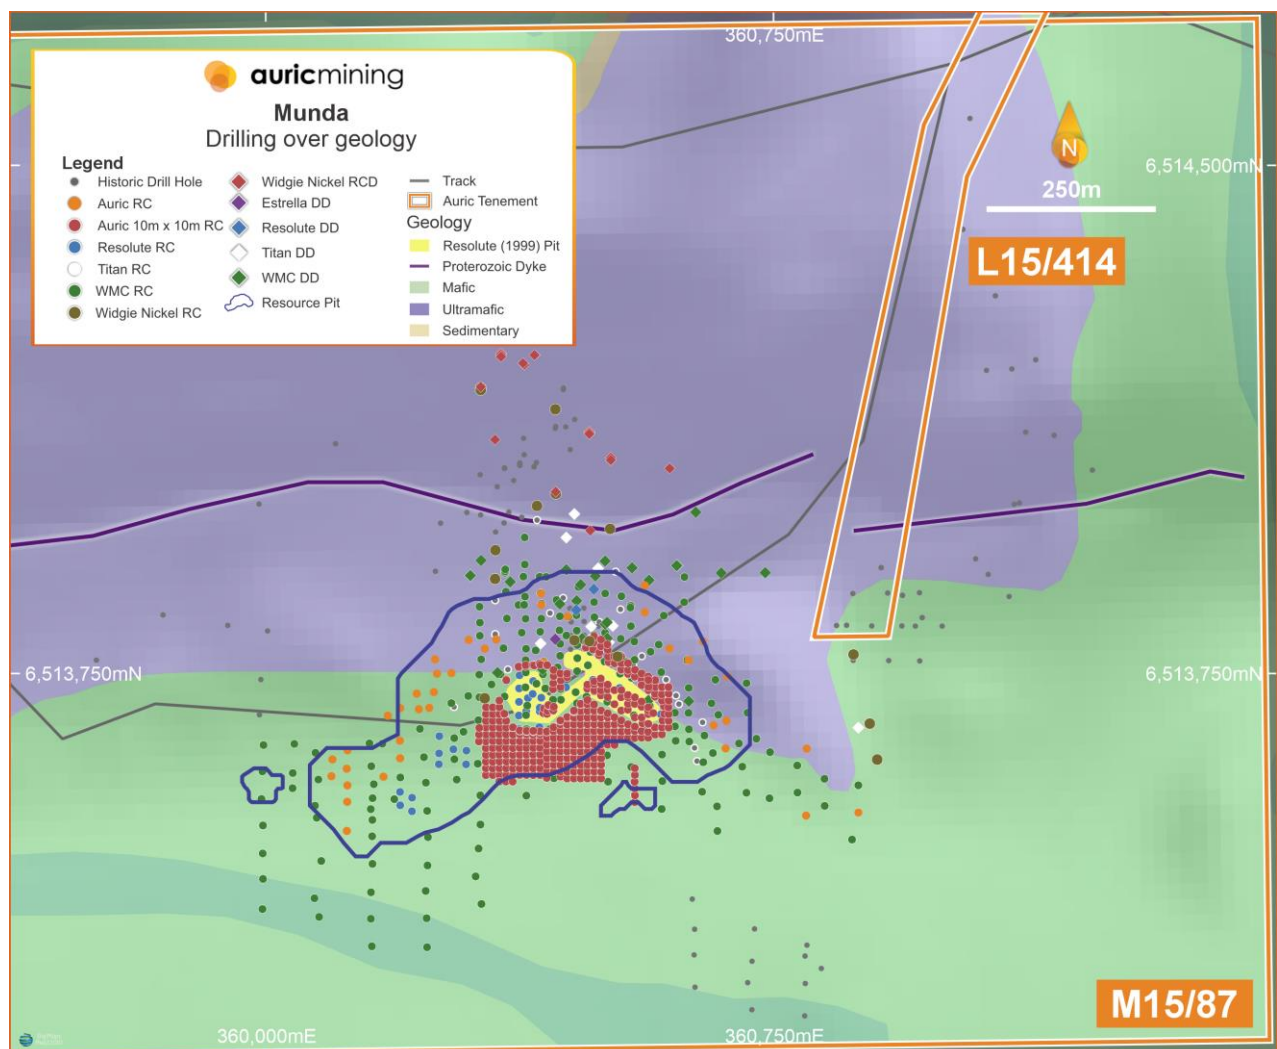 360,750mE
auricmining
Munda
Drilling over geology
Legend
Historic Drill Hole
Auric RC
Auric 10m x 10m RC
Resolute RC
Titan RC
WMC RC
Widgie Nickel RC
Widgie Nickel RCD
Estrella DD
Resolute DD
Titan DD
WMC DD
Resource Pit
Track
Auric Tenement
Geology
Resolute (1999) Pit
Proterozoic Dyke
Mafic
Ultramafic
Sedimentary
N
6,514,500mN
250m
L15/414
6,513,750mN
6,513,750mN
M15/87
360,000mE
360,750mE